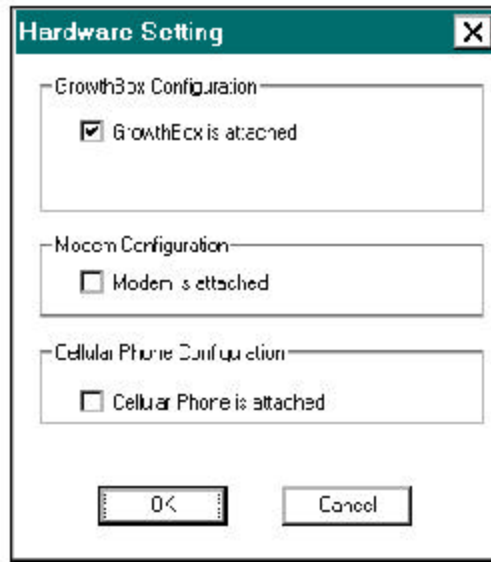 Hardware Setting
GrowthBox Configuration
GrowthBox is attached
Modem Configuration
Modem is attached
Cellular Phone Configuration
Cellular Phone is attached
OK
Cancel